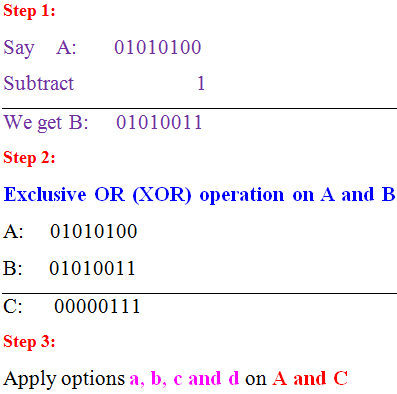 Step 1:
Say A: 01010100
Subtract 1
We get B: 01010011
Step 2:
Exclusive OR (XOR) operation on A and B
A: 01010100
B: 01010011
C: 00000111
Step 3:
Apply options a, b, c and d on A and C